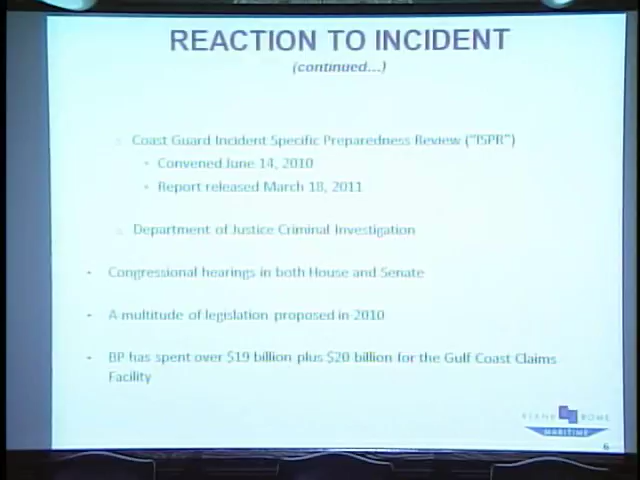 REACTION TO INCIDENT
(continued...)
Coast Guard Incident Specific Preparedness Review ("ISPR")
• Convened June 14, 2010
• Report released March 18, 2011
Department of Justice Criminal Investigation
- Congressional hearings in both House and Senate
- A multitude of legislation proposed in 2010
- BP has spent over $19 billion plus $20 billion for the Gulf Coast Claims
Facility
BLANK ROME
MARITIME
6